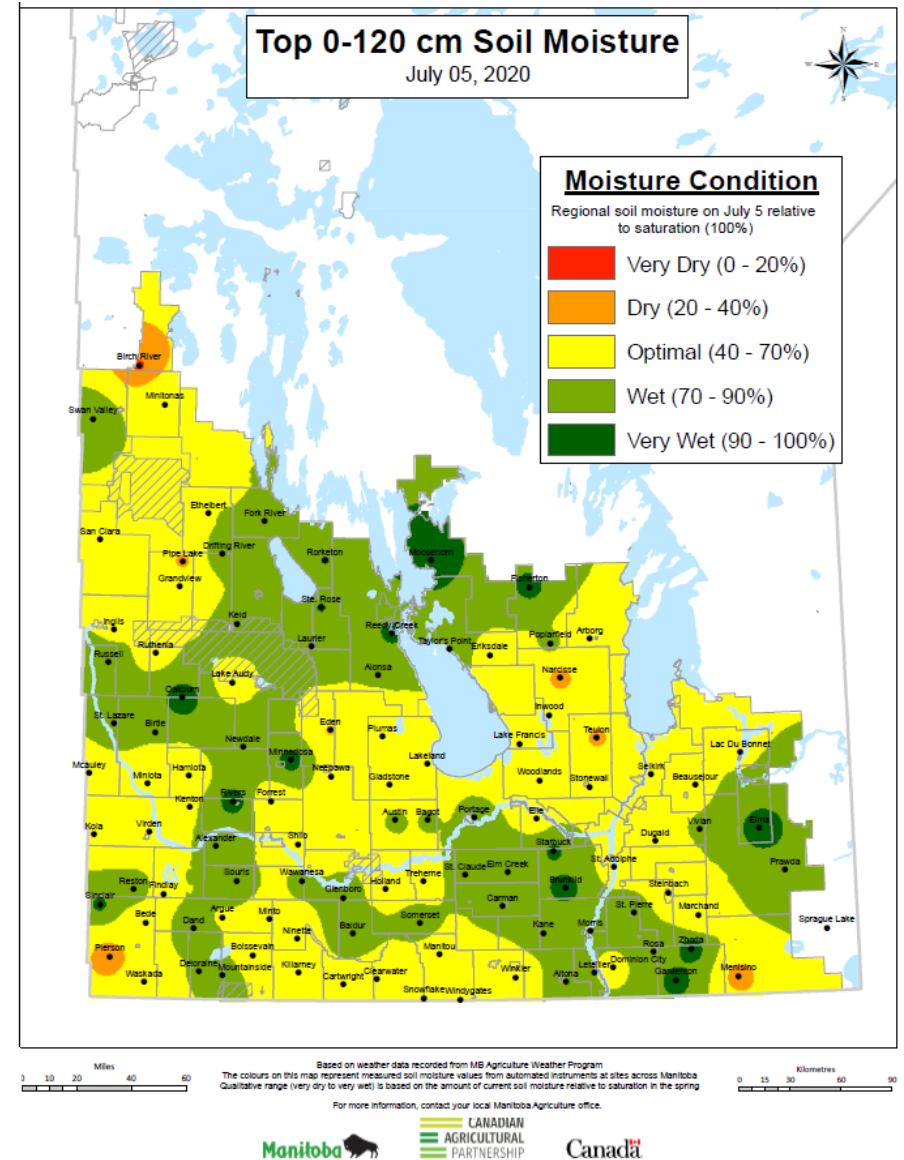 Top 0-120 cm Soil Moisture
July 05, 2020
N
W E
S
Moisture Condition
Regional soil moisture on July 5 relative
to saturation (100%)
Very Dry (0 - 20%)
Dry (20 - 40%)
Optimal (40 - 70%)
Wet (70 - 90%)
Very Wet (90 - 100%)
Birch River
Minitonas
Swan Valley
Ethelbert
Fork River
San Clara
Drifting River
Pipe Lake
Rorketon
Moosehorn
Grandview
Fisherton
Ste. Rose
Keld
Inglis
Reedy Creek
Poplarfield
Arborg
Ruthenia
Laurier
Taylor's Point
Eriksdale
Russell
Lake Audy
Alonsa
Narcisse
Oakburn
St. Lazare
Birtle
Eden
Plumas
Inwood
Newdale
Lake Francis
Teulon
Lac Du Bonnet
Minnedosa
Lakeland
Mcauley
Miniota
Hamiota
Neepawa
Gladstone
Woodlands
Stonewall
Selkirk
Beausejour
Kenton
Rivers
Forrest
Austin
Bagot
Portage
Elie
Kola
Virden
Vivian
Elma
Alexander
Shilo
Starbuck
Dugald
St. Adolphe
Prawda
Reston
Findlay
Souris
Wawanesa
Holland
Treherne
St. Claude
Elm Creek
Brunkild
Steinbach
Sinclair
Glenboro
Carman
St. Pierre
Marchand
Bede
Argue
Minto
Dand
Baldur
Somerset
Kane
Morris
Sprague Lake
Ninette
Rosa
Zhoda
Pierson
Boissevain
Manitou
Waskada
Deloraine
Mountainside
Killarney
Cartwright
Clearwater
Winkler
Altona
Letellier
Dominion City
Gardenton
Menisino
Snowflake
Windygates
Miles
0 10 20 40 60
Based on weather data recorded from MB Agriculture Weather Program
The colours on this map represent measured soil moisture values from automated instruments at sites across Manitoba
Qualitative range (very dry to very wet) is based on the amount of current soil moisture relative to saturation in the spring
For more information, contact your local Manitoba Agriculture office.
Kilometres
0 15 30 60 90
Manitoba
CANADIAN
AGRICULTURAL
PARTNERSHIP
Canada